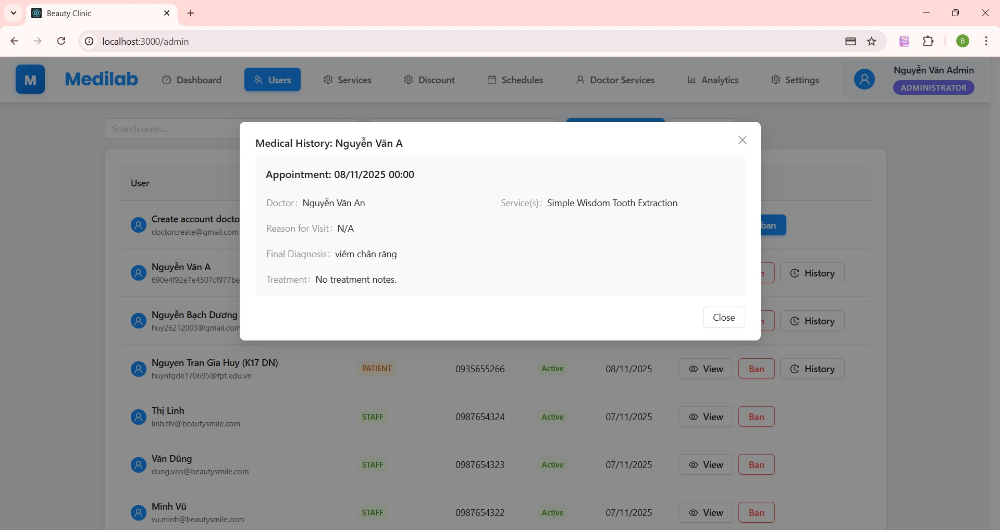 Beauty Clinic
localhost:3000/admin
B
M
Medilab
Dashboard
Users
Services
Discount
Schedules
Doctor Services
Analytics
Settings
Nguyễn Văn Admin
ADMINISTRATOR
Search users...
Medical History: Nguyễn Văn A
Appointment: 08/11/2025 00:00
Doctor: Nguyễn Văn An
Service(s): Simple Wisdom Tooth Extraction
Reason for Visit: N/A
Final Diagnosis: viêm chân răng
Treatment: No treatment notes.
Close
User
Create account docto
doctorcreate@gmail.com
ban
Nguyễn Văn A
690e4f92e7e4507cf977be
n
History
Nguyễn Bạch Dương
huy26212003@gmail.com
n
History
Nguyen Tran Gia Huy (K17 DN)
huyntgde170695@fpt.edu.vn
PATIENT
0935655266
Active
08/11/2025
View
Ban
History
Thị Linh
linh.thi@beautysmile.com
STAFF
0987654324
Active
07/11/2025
View
Ban
Văn Dũng
dung.van@beautysmile.com
STAFF
0987654323
Active
07/11/2025
View
Ban
Minh Vũ
vu.minh@beautysmile.com
STAFF
0987654322
Active
07/11/2025
View
Ban